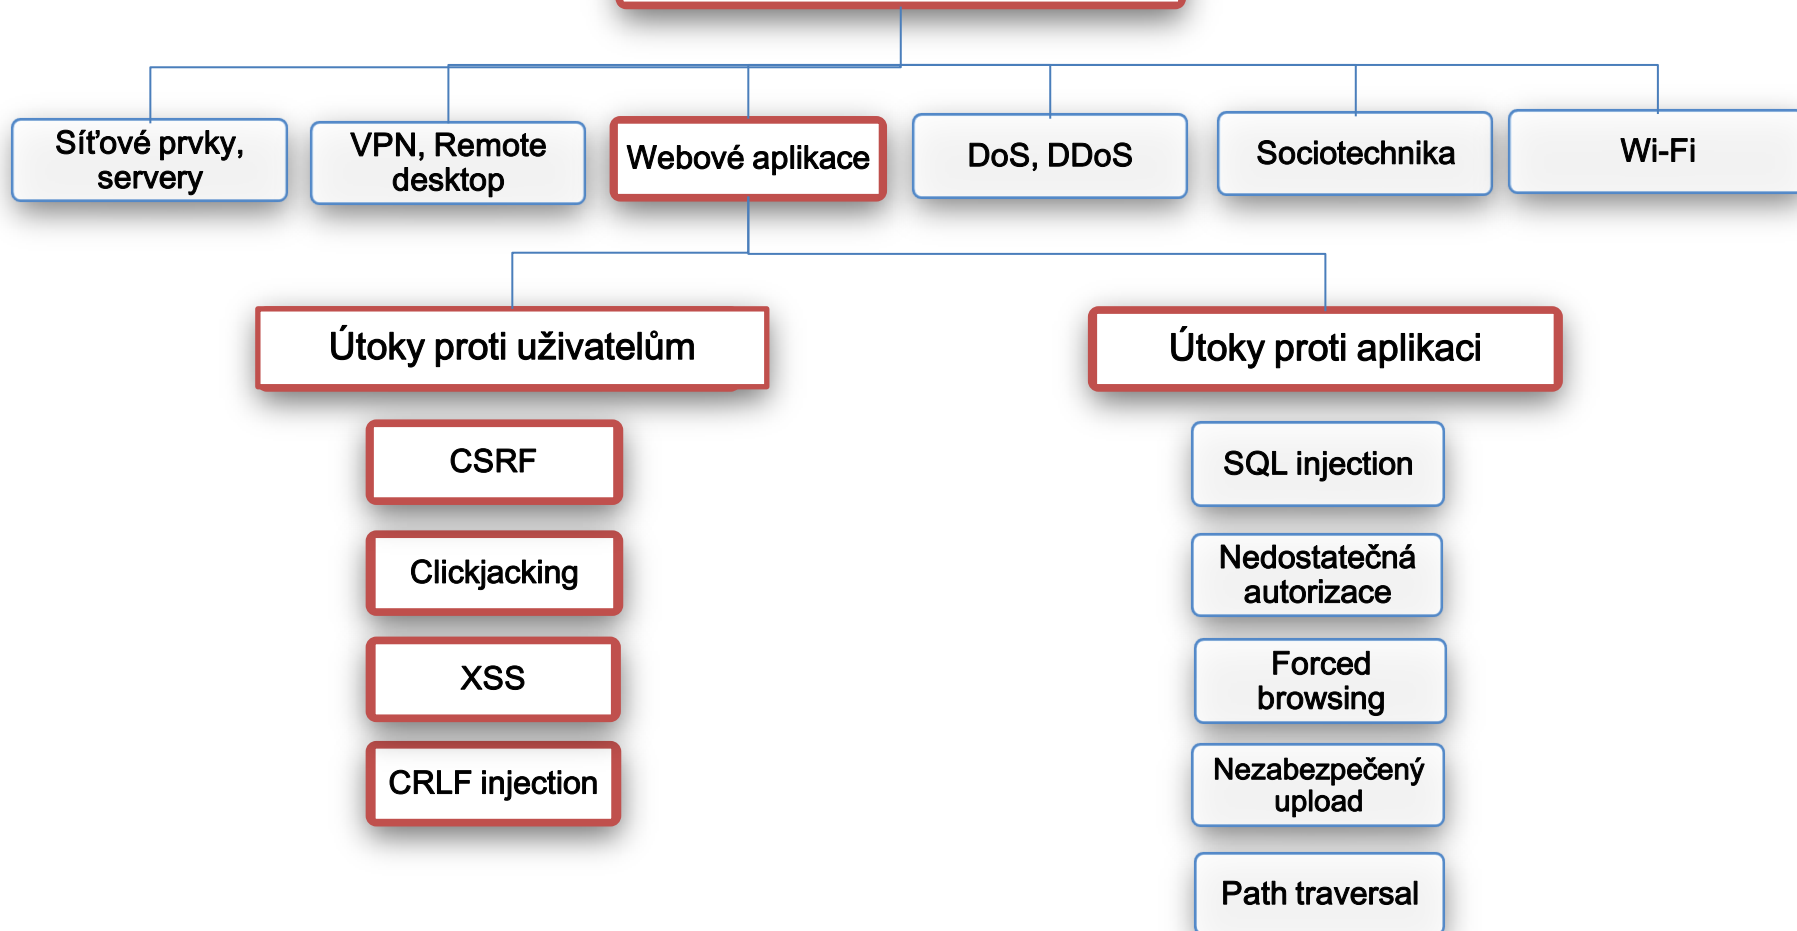 Síťové prvky,
servery
VPN, Remote
desktop
Webové aplikace
DoS, DDoS
Sociotechnika
Wi-Fi
Útoky proti uživatelům
Útoky proti aplikaci
CSRF
Clickjacking
XSS
CRLF injection
SQL injection
Nedostatečná
autorizace
Forced
browsing
Nezabezpečený
upload
Path traversal